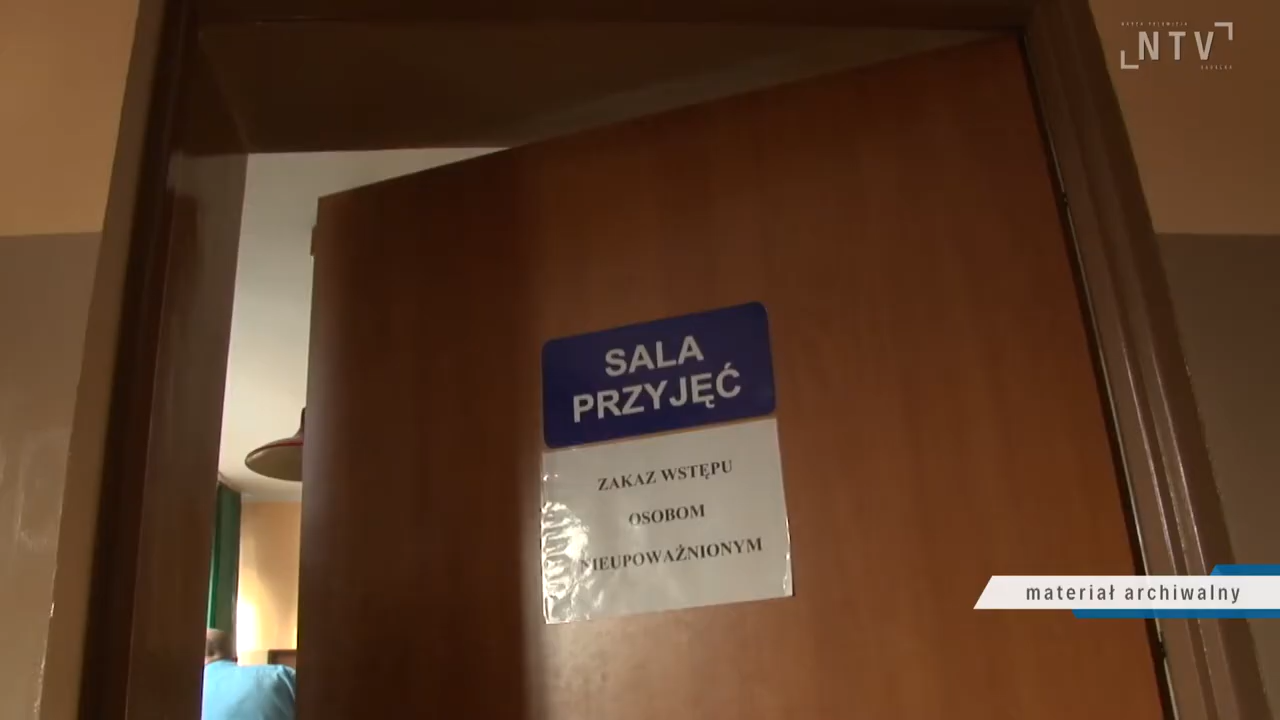 NTV
SALA
PRZYJĘĆ
ZAKAZ WSTĘPU
OSOBOM
NIEUPOWAŻNIONYM
materiał archiwalny